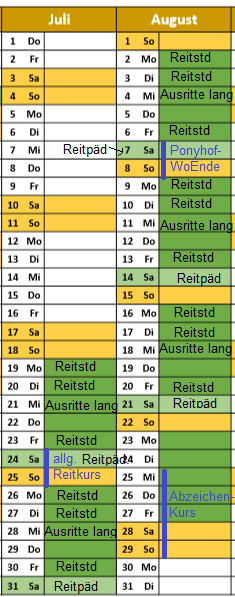 Juli
1 Do
2 Fr
3 Sa
4 So
5 Mo
6 Di
7 Mi
8 Do
9 Fr
10 Sa
11 So
12 Mo
13 Di
14 Mi
15 Do
16 Fr
17 Sa
18 So
19 Mo Reitstd
20 Di Reitstd
21 Mi Ausritte lang
22 Do
23 Fr Reitstd
24 Sa allg. Reitpäd
25 So Reitkurs
26 Mo Reitstd
27 Di Reitstd
28 Mi Ausritte lang
29 Do
30 Fr Reitstd
31 Sa Reitpäd
August
1 So
2 Mo Reitstd
3 Di Reitstd
4 Mi Ausritte lang
5 Do
6 Fr Reitstd
Reitpäd 7 Sa Ponyhof-
8 So WoEnde
9 Mo Reitstd
10 Di Reitstd
11 Mi Ausritte lang
12 Do
13 Fr Reitstd
14 Sa Reitpäd
15 So
16 Mo Reitstd
17 Di Reitstd
18 Mi Ausritte lang
19 Do
20 Fr Reitstd
21 Sa Reitpäd
22 So
23 Mo
24 Di
25 Mi
26 Do Abzeichen-
27 Fr Kurs
28 Sa
29 So
30 Mo
31 Di